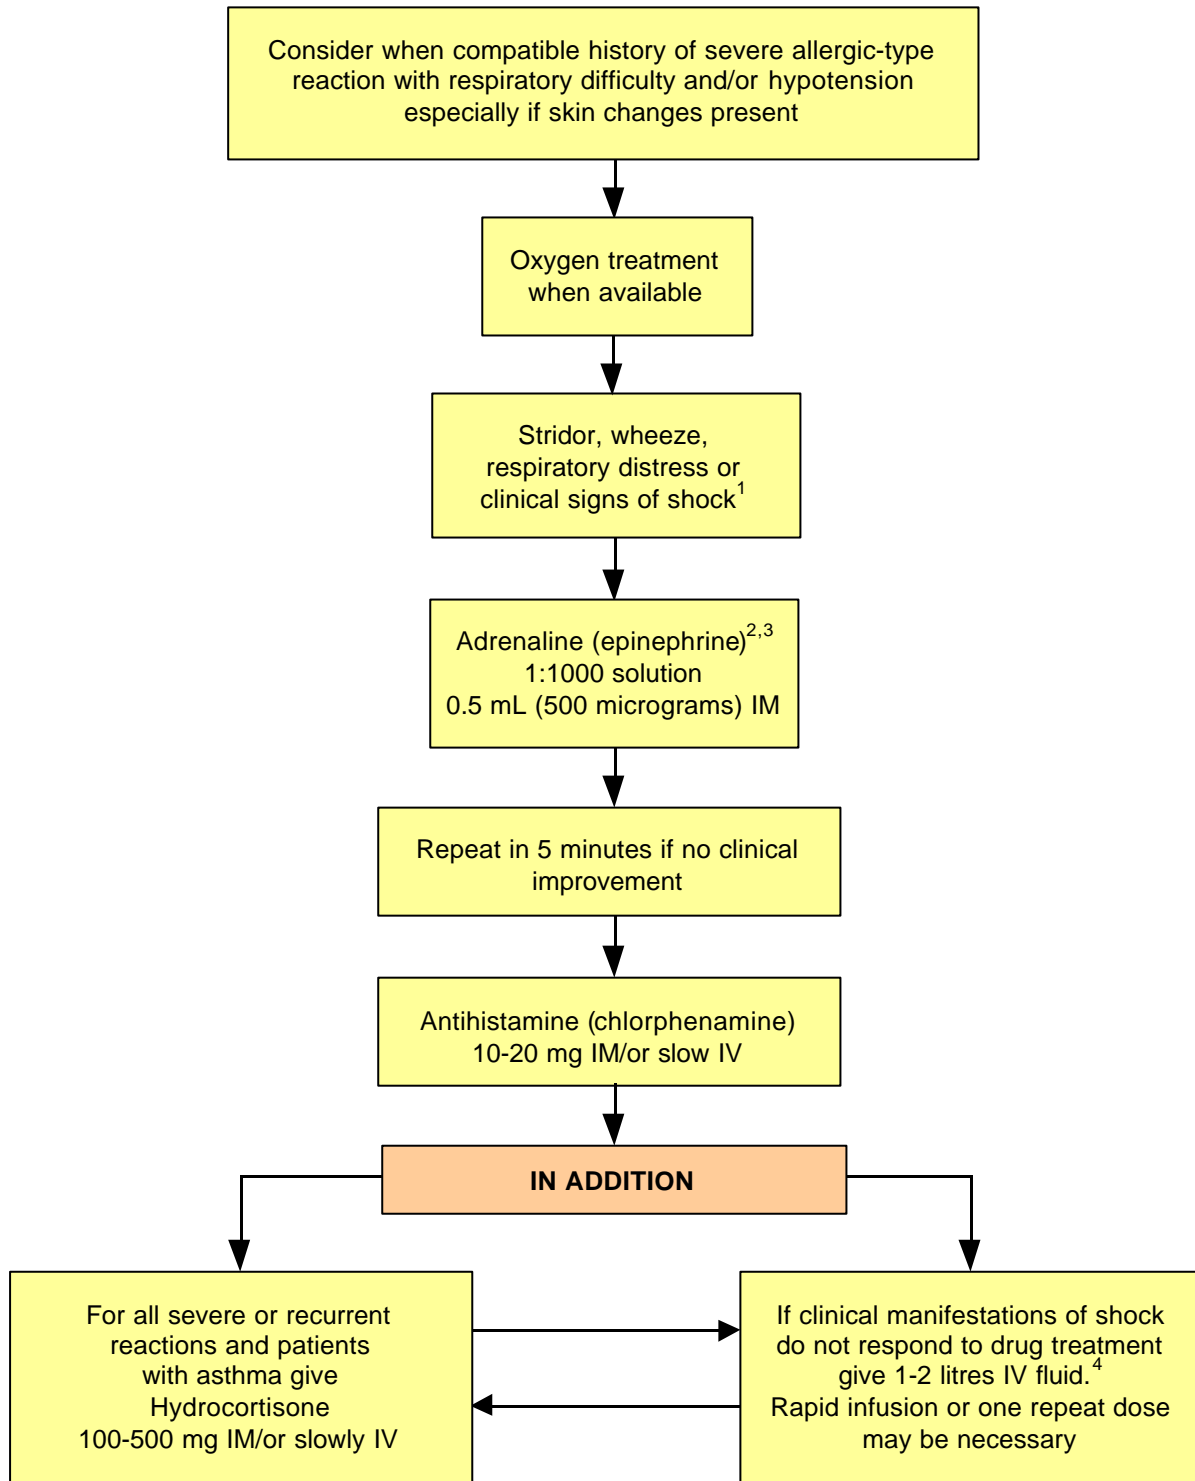 Consider when compatible history of severe allergic-type
reaction with respiratory difficulty and/or hypotension
especially if skin changes present
Oxygen treatment
when available
Stridor, wheeze,
respiratory distress or
clinical signs of shock1
Adrenaline (epinephrine)2,3
1:1000 solution
0.5 mL (500 micrograms) IM
Repeat in 5 minutes if no clinical
improvement
Antihistamine (chlorphenamine)
10-20 mg IM/or slow IV
IN ADDITION
For all severe or recurrent
reactions and patients
with asthma give
Hydrocortisone
100-500 mg IM/or slowly IV
If clinical manifestations of shock
do not respond to drug treatment
give 1-2 litres IV fluid.4
Rapid infusion or one repeat dose
may be necessary